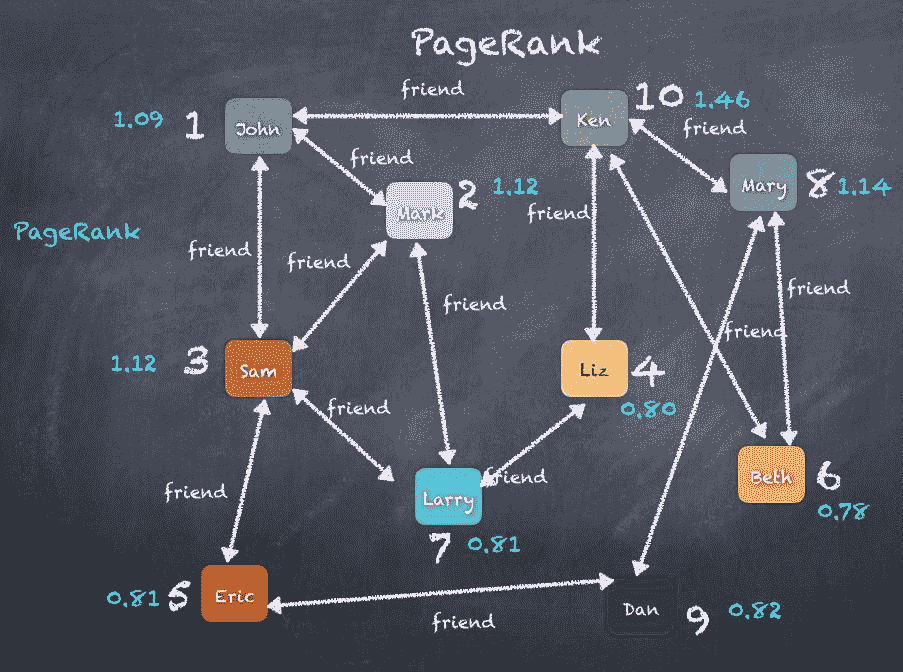 PageRank
friend
1.09 1 John
Ken 10 1.46
friend
friend
Mark 2 1.12
Mary 8 1.14
friend
PageRank
friend
friend
friend
friend
friend
1.12 3 Sam
Liz 4
0.80
friend
friend
Beth 6
0.78
friend
Larry
7 0.81
0.81 5 Eric
Dan 9 0.82
friend